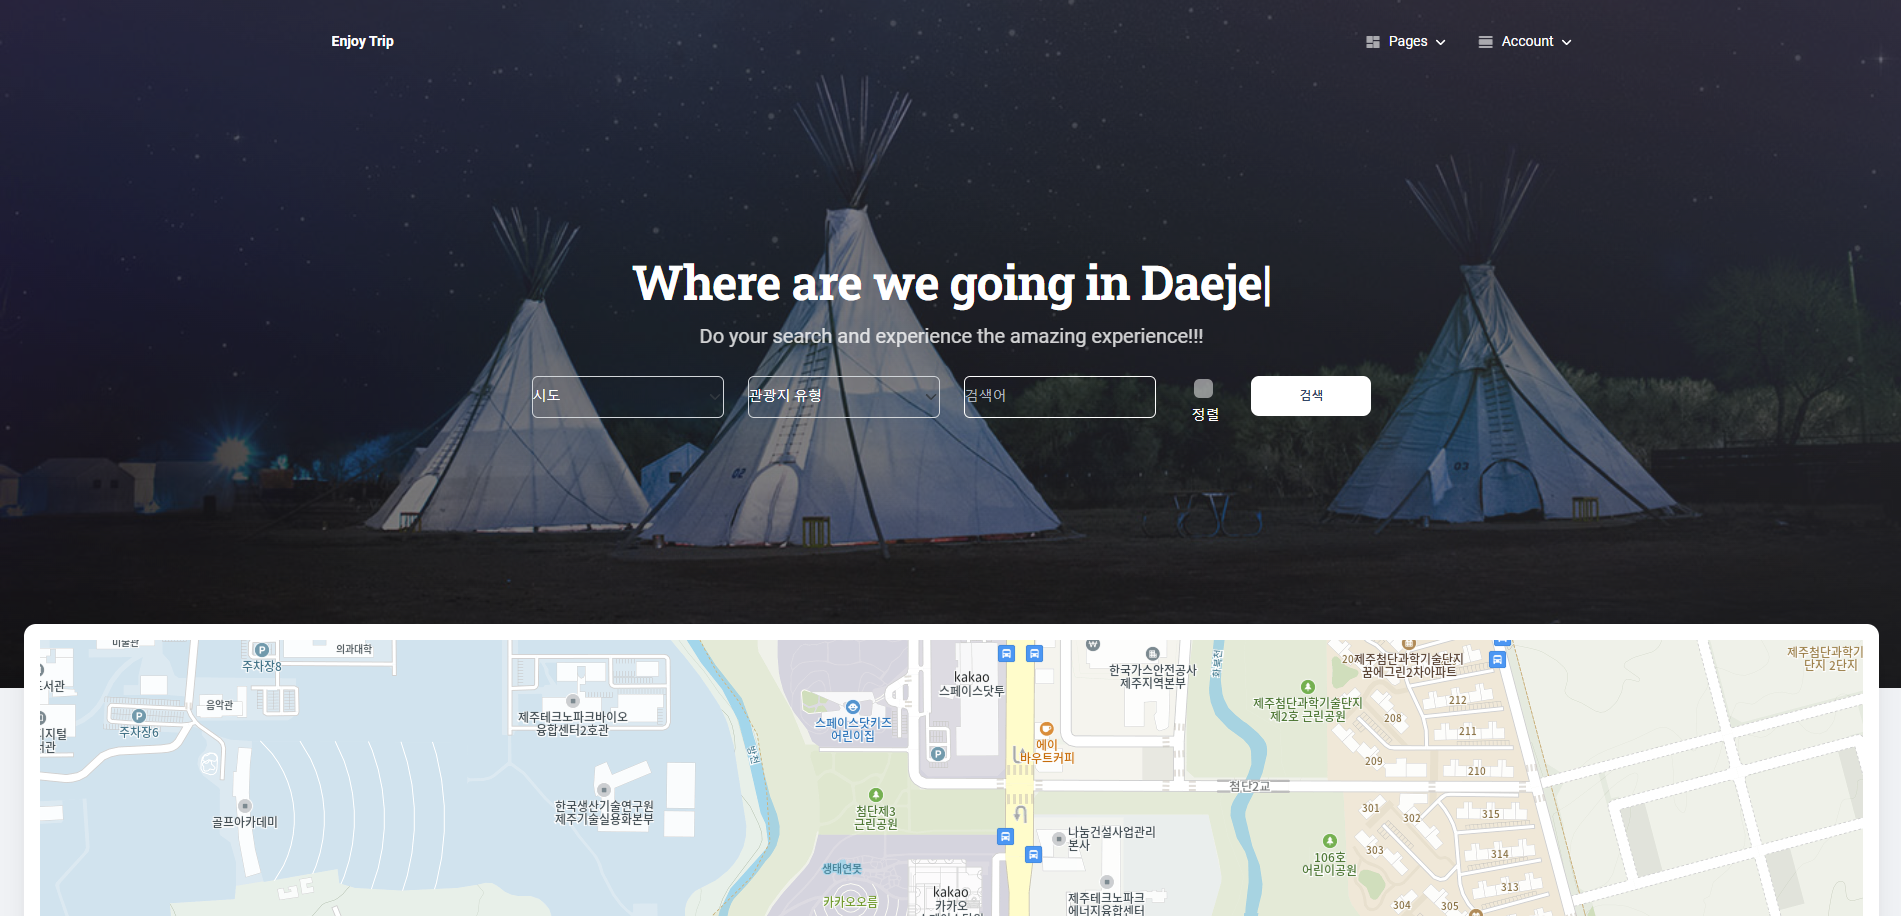 Enjoy Trip
Pages
Account
Where are we going in Daeje|
Do your search and experience the amazing experience!!!
시도
관광지 유형
검색어
정렬
검색
02
03
미술관
주차장8
의과대학
음악관
주차장6
제주테크노파크바이오
융합센터2호관
골프아카데미
한국생산기술연구원
제주기술실용화본부
방천
kakao
스페이스닷투
스페이스닷키즈
어린이집
에이
바우트커피
첨단제3
근린공원
생태연못
카카오오름
kakao
카카오
한국가스안전공사
제주지역본부
화북천
첨단2교
나눔건설사업관리
본사
제주테크노파크
에너지융합센터
제주첨단과학기술단지
제2호 근린공원
20제주첨단과학기술단지
꿈에그린2차아파트
208
212
211
209
210
301
302
315
303
314
106호
어린이공원
313
304
305
제주첨단과학기
단지 2단지